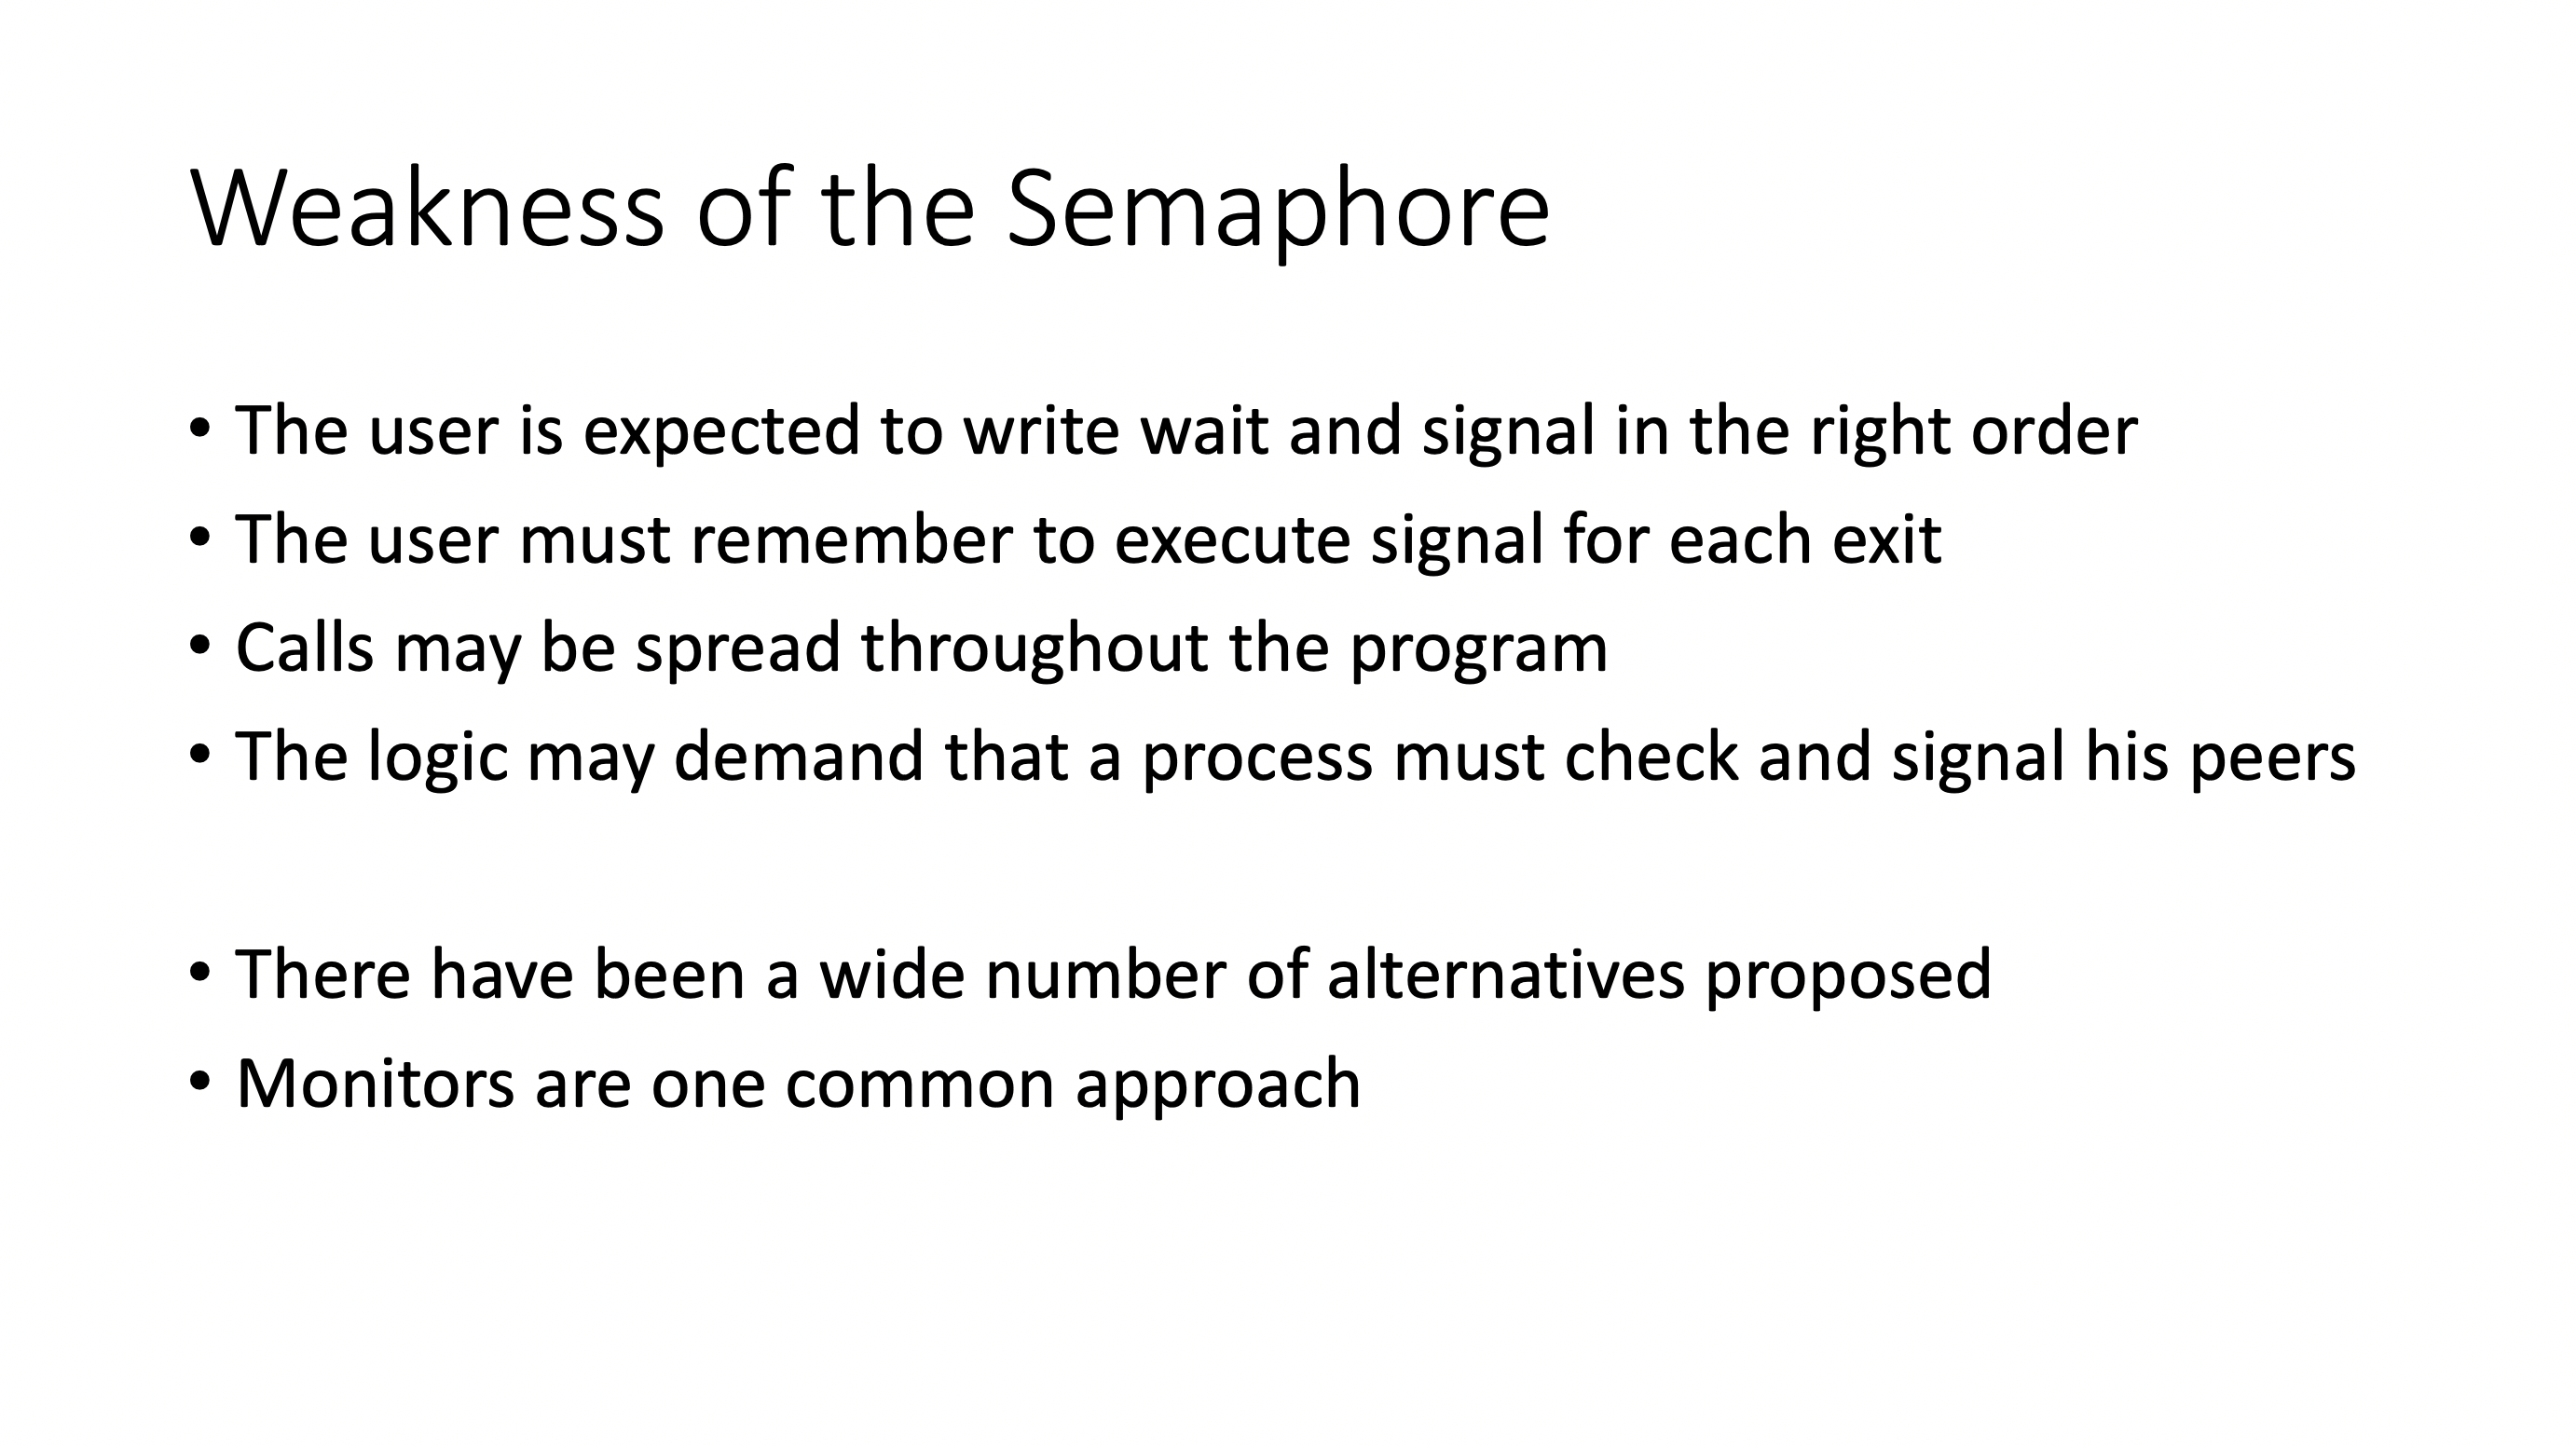 Weakness of the Semaphore
• The user is expected to write wait and signal in the right order
• The user must remember to execute signal for each exit
• Calls may be spread throughout the program
• The logic may demand that a process must check and signal his peers
• There have been a wide number of alternatives proposed
• Monitors are one common approach